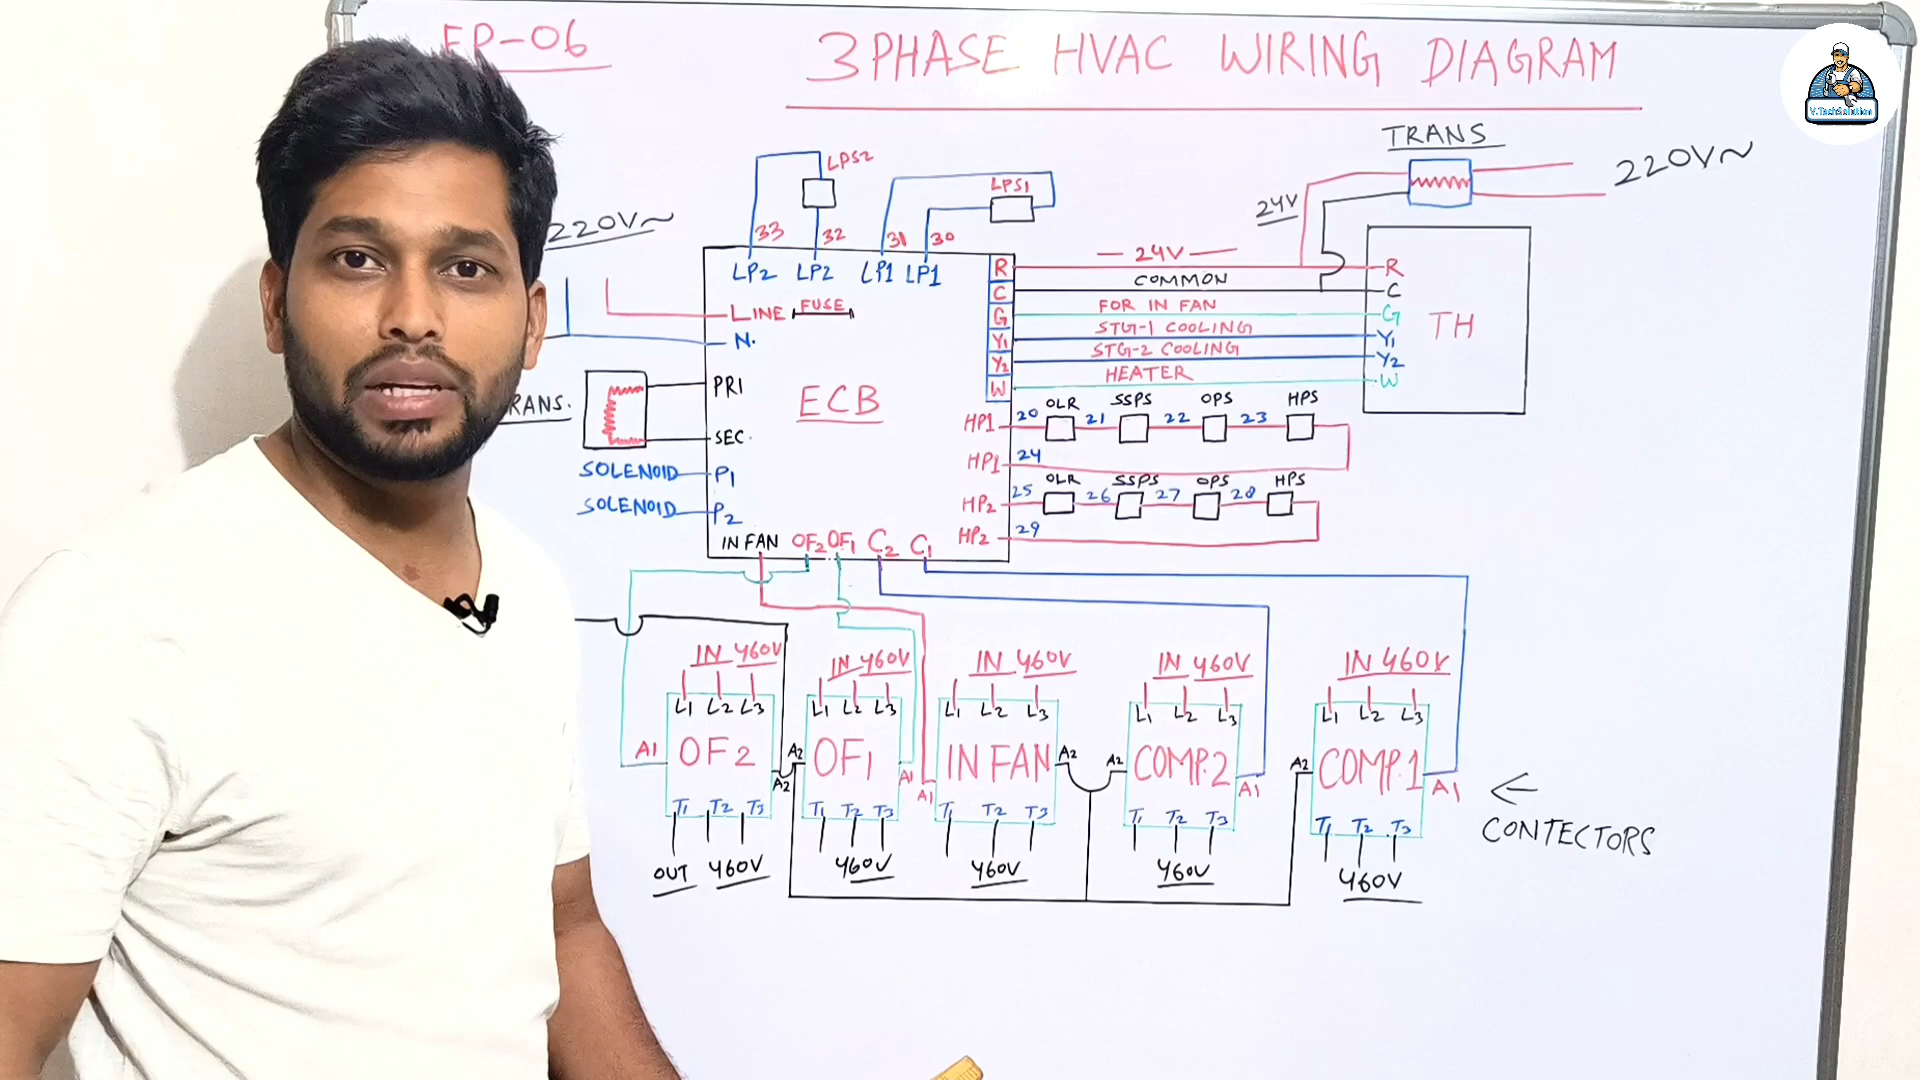 EP-06
3 PHASE HVAC WIRING DIAGRAM
V.TechSolution
TRANS
220V~
24V
LPS2
LPS1
220V~
33 32 31 30
LP2 LP2 LP1 LP1
LINE FUSE
N.
PRI
SEC.
RANS.
SOLENOID P1
SOLENOID P2
ECB
R — 24V — R
C COMMON C
G FOR IN FAN G
Y1 STG-1 COOLING Y1
Y2 STG-2 COOLING Y2
W HEATER W
TH
OLR SSPS OPS HPS
HP1 20 21 22 23
HP1 24
OLR SSPS OPS HPS
HP2 25 26 27 28
HP2 29
IN FAN OF2 OF1 C2 C1
IN 460V IN 460V IN 460V IN 460V IN 460V
L1 L2 L3 L1 L2 L3 L1 L2 L3 L1 L2 L3 L1 L2 L3
A1 OF2 A2 A2 OF1 A1 A1 IN FAN A2 A2 COMP.2 A1 A2 COMP.1 A1
T1 T2 T3 T1 T2 T3 T1 T2 T3 T1 T2 T3 T1 T2 T3
OUT 460V 460V 460V 460V 460V
CONTECTORS